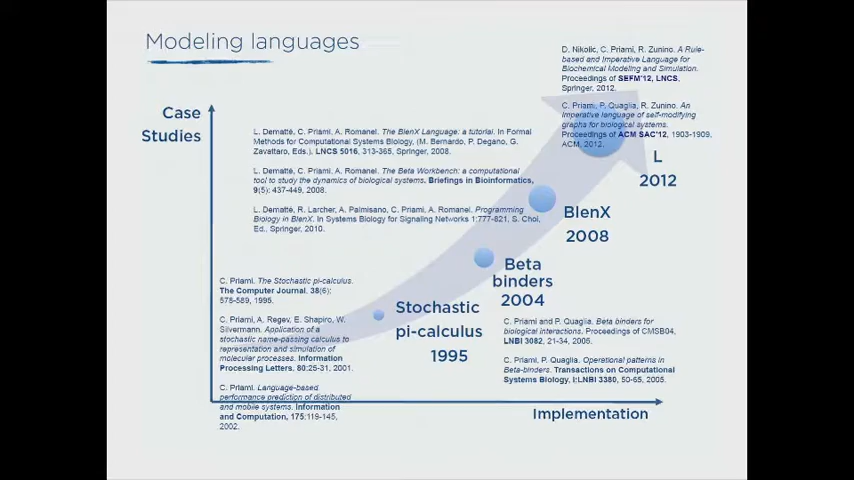 Modeling languages
D. Nikolic, C. Priami, R. Zunino. A Rule-
based and Imperative Language for
Biochemical Modeling and Simulation.
Proceedings of SEFM'12, LNCS,
Springer, 2012.
C. Priami, P. Quaglia, R. Zunino. An
imperative language of self-modifying
graphs for biological systems.
Proceedings of ACM SAC'12, 1903-1909,
ACM, 2012.
Case
Studies
L
2012
L. Dematté, C. Priami, A. Romanel. The BlenX Language: a tutorial. In Formal
Methods for Computational Systems Biology, (M. Bernardo, P. Degano, G.
Zavattaro, Eds.), LNCS 5016, 313-365, Springer, 2008.
L. Dematté, C. Priami, A. Romanel. The Beta Workbench: a computational
tool to study the dynamics of biological systems. Briefings in Bioinformatics,
9(5): 437-449, 2008.
L. Dematté, R. Larcher, A. Palmisano, C. Priami, A. Romanel. Programming
Biology in BlenX. In Systems Biology for Signaling Networks 1:777-821, S. Choi,
Ed., Springer, 2010.
BlenX
2008
Beta
binders
2004
C. Priami. The Stochastic pi-calculus.
The Computer Journal. 38(6):
578-589, 1995.
C. Priami, A. Regev, E. Shapiro, W.
Silvermann. Application of a
stochastic name-passing calculus to
representation and simulation of
molecular processes. Information
Processing Letters. 80:25-31, 2001.
C. Priami. Language-based
performance prediction of distributed
and mobile systems. Information
and Computation, 175:119-145,
2002.
Stochastic
pi-calculus
1995
C. Priami and P. Quaglia. Beta binders for
biological interactions. Proceedings of CMSB04,
LNBI 3082, 21-34, 2005.
C. Priami, P. Quaglia. Operational patterns in
Beta-binders. Transactions on Computational
Systems Biology, I:LNBI 3380, 50-65, 2005.
Implementation